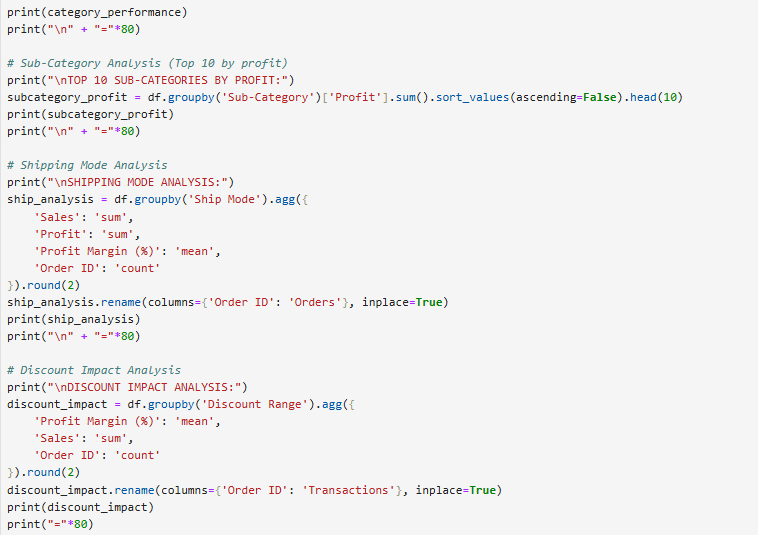 print(category_performance)
print("\n" + "="*80)

# Sub-Category Analysis (Top 10 by profit)
print("\nTOP 10 SUB-CATEGORIES BY PROFIT:")
subcategory_profit = df.groupby('Sub-Category')['Profit'].sum().sort_values(ascending=False).head(10)
print(subcategory_profit)
print("\n" + "="*80)

# Shipping Mode Analysis
print("\nSHIPPING MODE ANALYSIS:")
ship_analysis = df.groupby('Ship Mode').agg({
    'Sales': 'sum',
    'Profit': 'sum',
    'Profit Margin (%)': 'mean',
    'Order ID': 'count'
}).round(2)
ship_analysis.rename(columns={'Order ID': 'Orders'}, inplace=True)
print(ship_analysis)
print("\n" + "="*80)

# Discount Impact Analysis
print("\nDISCOUNT IMPACT ANALYSIS:")
discount_impact = df.groupby('Discount Range').agg({
    'Profit Margin (%)': 'mean',
    'Sales': 'sum',
    'Order ID': 'count'
}).round(2)
discount_impact.rename(columns={'Order ID': 'Transactions'}, inplace=True)
print(discount_impact)
print("="*80)